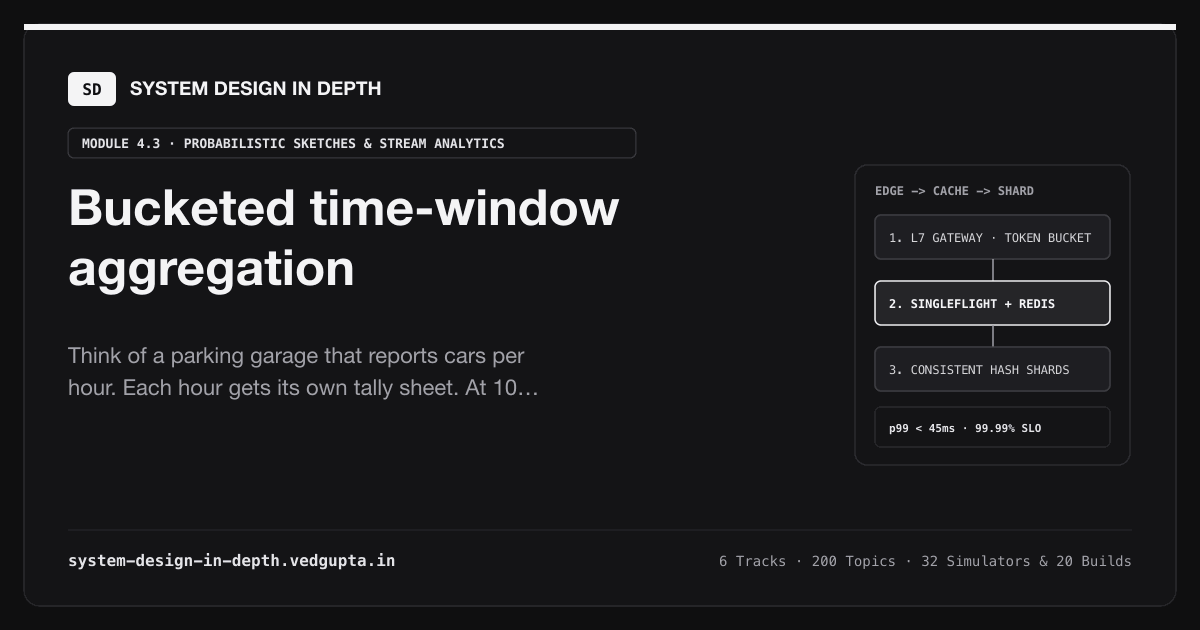 SD SYSTEM DESIGN IN DEPTH
MODULE 4.3 · PROBABILISTIC SKETCHES & STREAM ANALYTICS
Bucketed time-window
aggregation
Think of a parking garage that reports cars per
hour. Each hour gets its own tally sheet. At 10…
EDGE —> CACHE —> SHARD
1. L7 GATEWAY · TOKEN BUCKET
2. SINGLEFLIGHT + REDIS
3. CONSISTENT HASH SHARDS
p99 < 45ms · 99.99% SLO
system-design-in-depth.vedgupta.in
6 Tracks · 200 Topics · 32 Simulators & 20 Builds